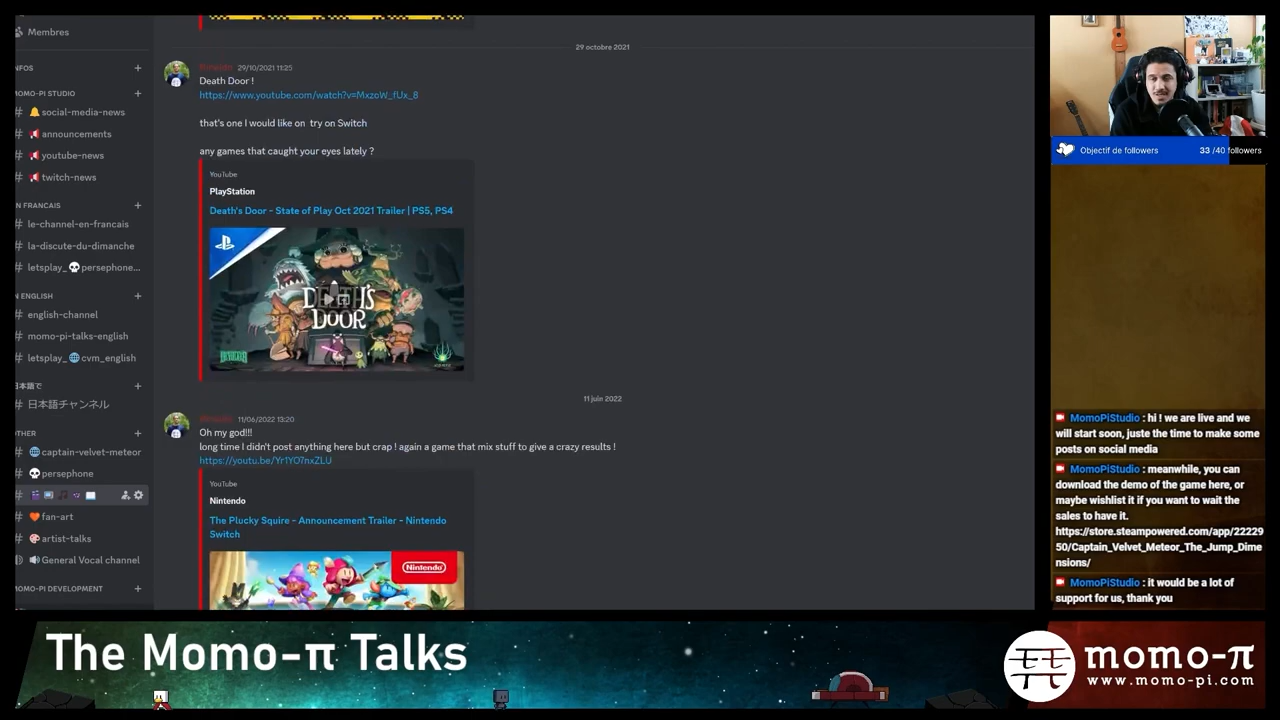 Membres
NFOS
MOMO-PI STUDIO
social-media-news
announcements
youtube-news
twitch-news
N FRANCAIS
le-channel-en-francais
la-discute-du-dimanche
letsplay_ persephone...
N ENGLISH
english-channel
momo-pi-talks-english
letsplay_ cvm_english
日本語で
日本語チャンネル
OTHER
captain-velvet-meteor
persephone
fan-art
artist-talks
General Vocal channel
MOMO-PI DEVELOPMENT
29 octobre 2021
29/10/2021 11:25
Death Door !
https://www.youtube.com/watch?v=MxzoW_fUx_8
that's one I would like on try on Switch
any games that caught your eyes lately ?
YouTube
PlayStation
Death's Door - State of Play Oct 2021 Trailer | PS5, PS4
DEATH'S
DOOR
11 juin 2022
11/06/2022 13:20
Oh my god!!!
long time I didn't post anything here but crap ! again a game that mix stuff to give a crazy results !
https://youtu.be/Yr1YO7nxZLU
YouTube
Nintendo
The Plucky Squire - Announcement Trailer - Nintendo
Switch
Nintendo
Objectif de followers 33 /40 followers
MomoPiStudio : hi ! we are live and we
will start soon, juste the time to make some
posts on social media
MomoPiStudio : meanwhile, you can
download the demo of the game here, or
maybe wishlist it if you want to wait the
sales to have it.
https://store.steampowered.com/app/22229
50/Captain_Velvet_Meteor_The_Jump_Dime
nsions/
MomoPiStudio : it would be a lot of
support for us, thank you
The Momo-π Talks
momo-π
www.momo-pi.com